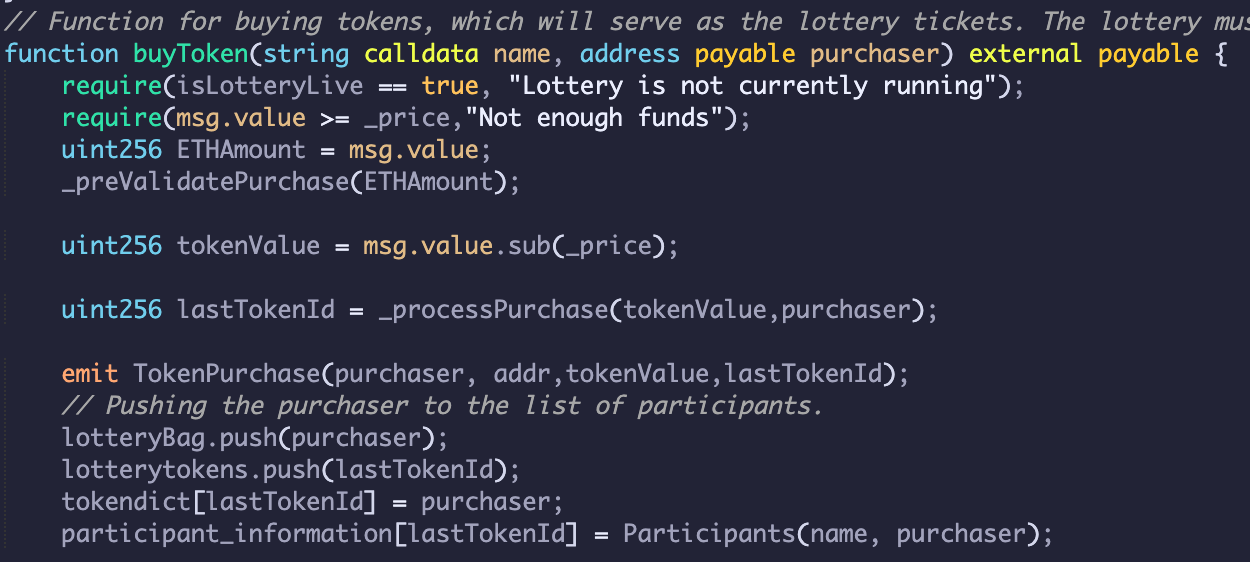 // Function for buying tokens, which will serve as the lottery tickets. The lottery mus
function buyToken(string calldata name, address payable purchaser) external payable {
require(isLotteryLive == true, "Lottery is not currently running");
require(msg.value >= _price,"Not enough funds");
uint256 ETHAmount = msg.value;
_preValidatePurchase(ETHAmount);
uint256 tokenValue = msg.value.sub(_price);
uint256 lastTokenId = _processPurchase(tokenValue,purchaser);
emit TokenPurchase(purchaser, addr,tokenValue,lastTokenId);
// Pushing the purchaser to the list of participants.
lotteryBag.push(purchaser);
lotterytokens.push(lastTokenId);
tokendict[lastTokenId] = purchaser;
participant_information[lastTokenId] = Participants(name, purchaser);